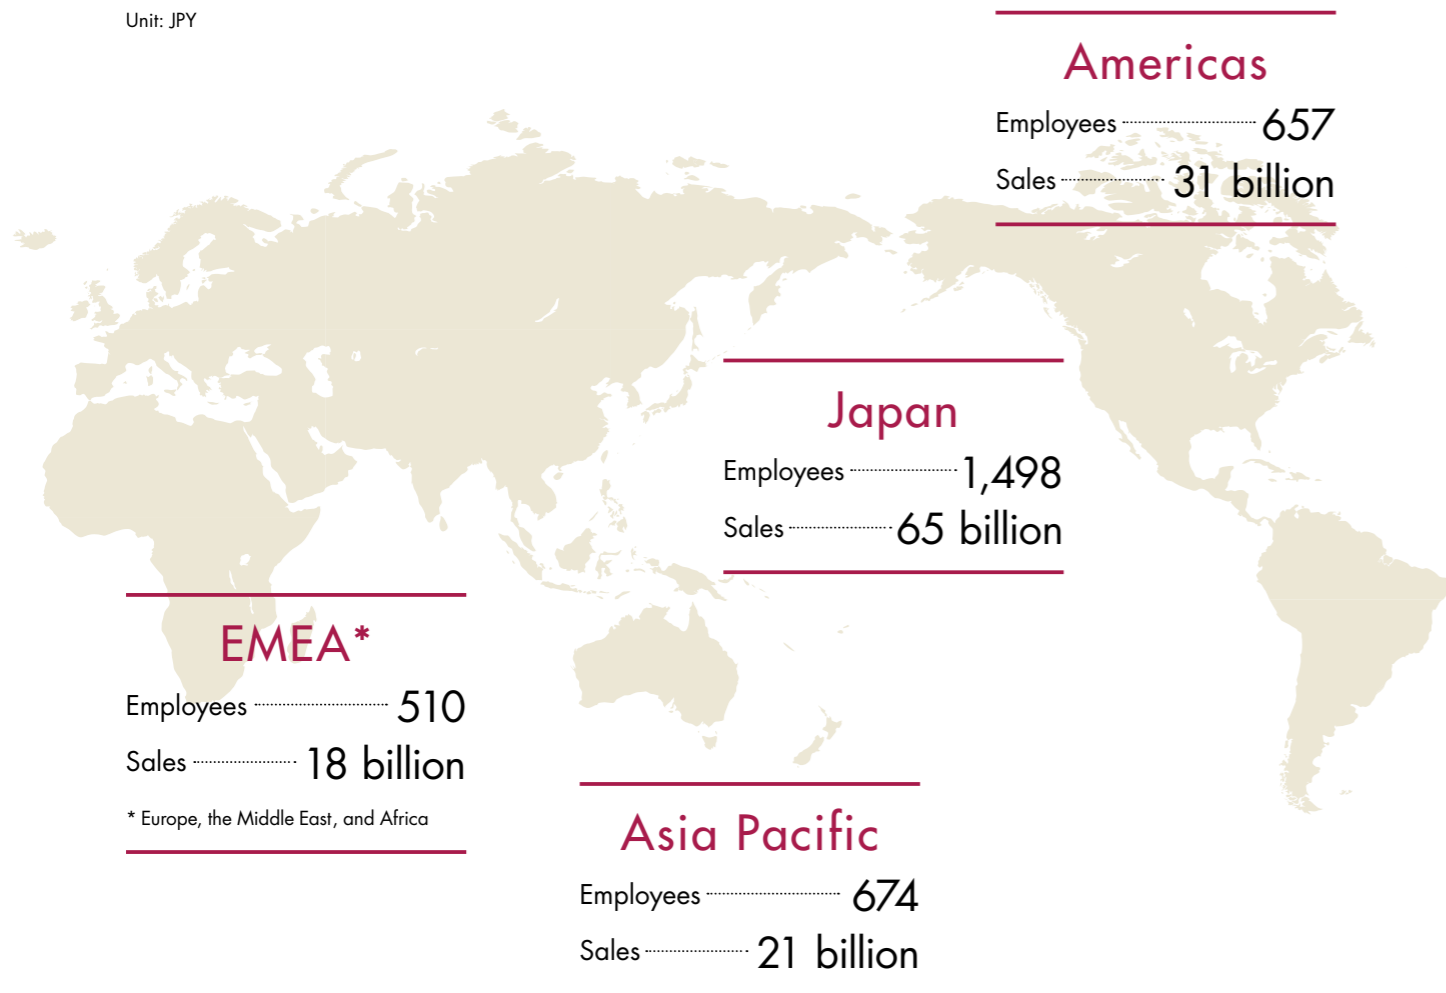 Unit: JPY
Americas
Employees 657
Sales 31 billion
Japan
Employees 1,498
Sales 65 billion
EMEA*
Employees 510
Sales 18 billion
* Europe, the Middle East, and Africa
Asia Pacific
Employees 674
Sales 21 billion